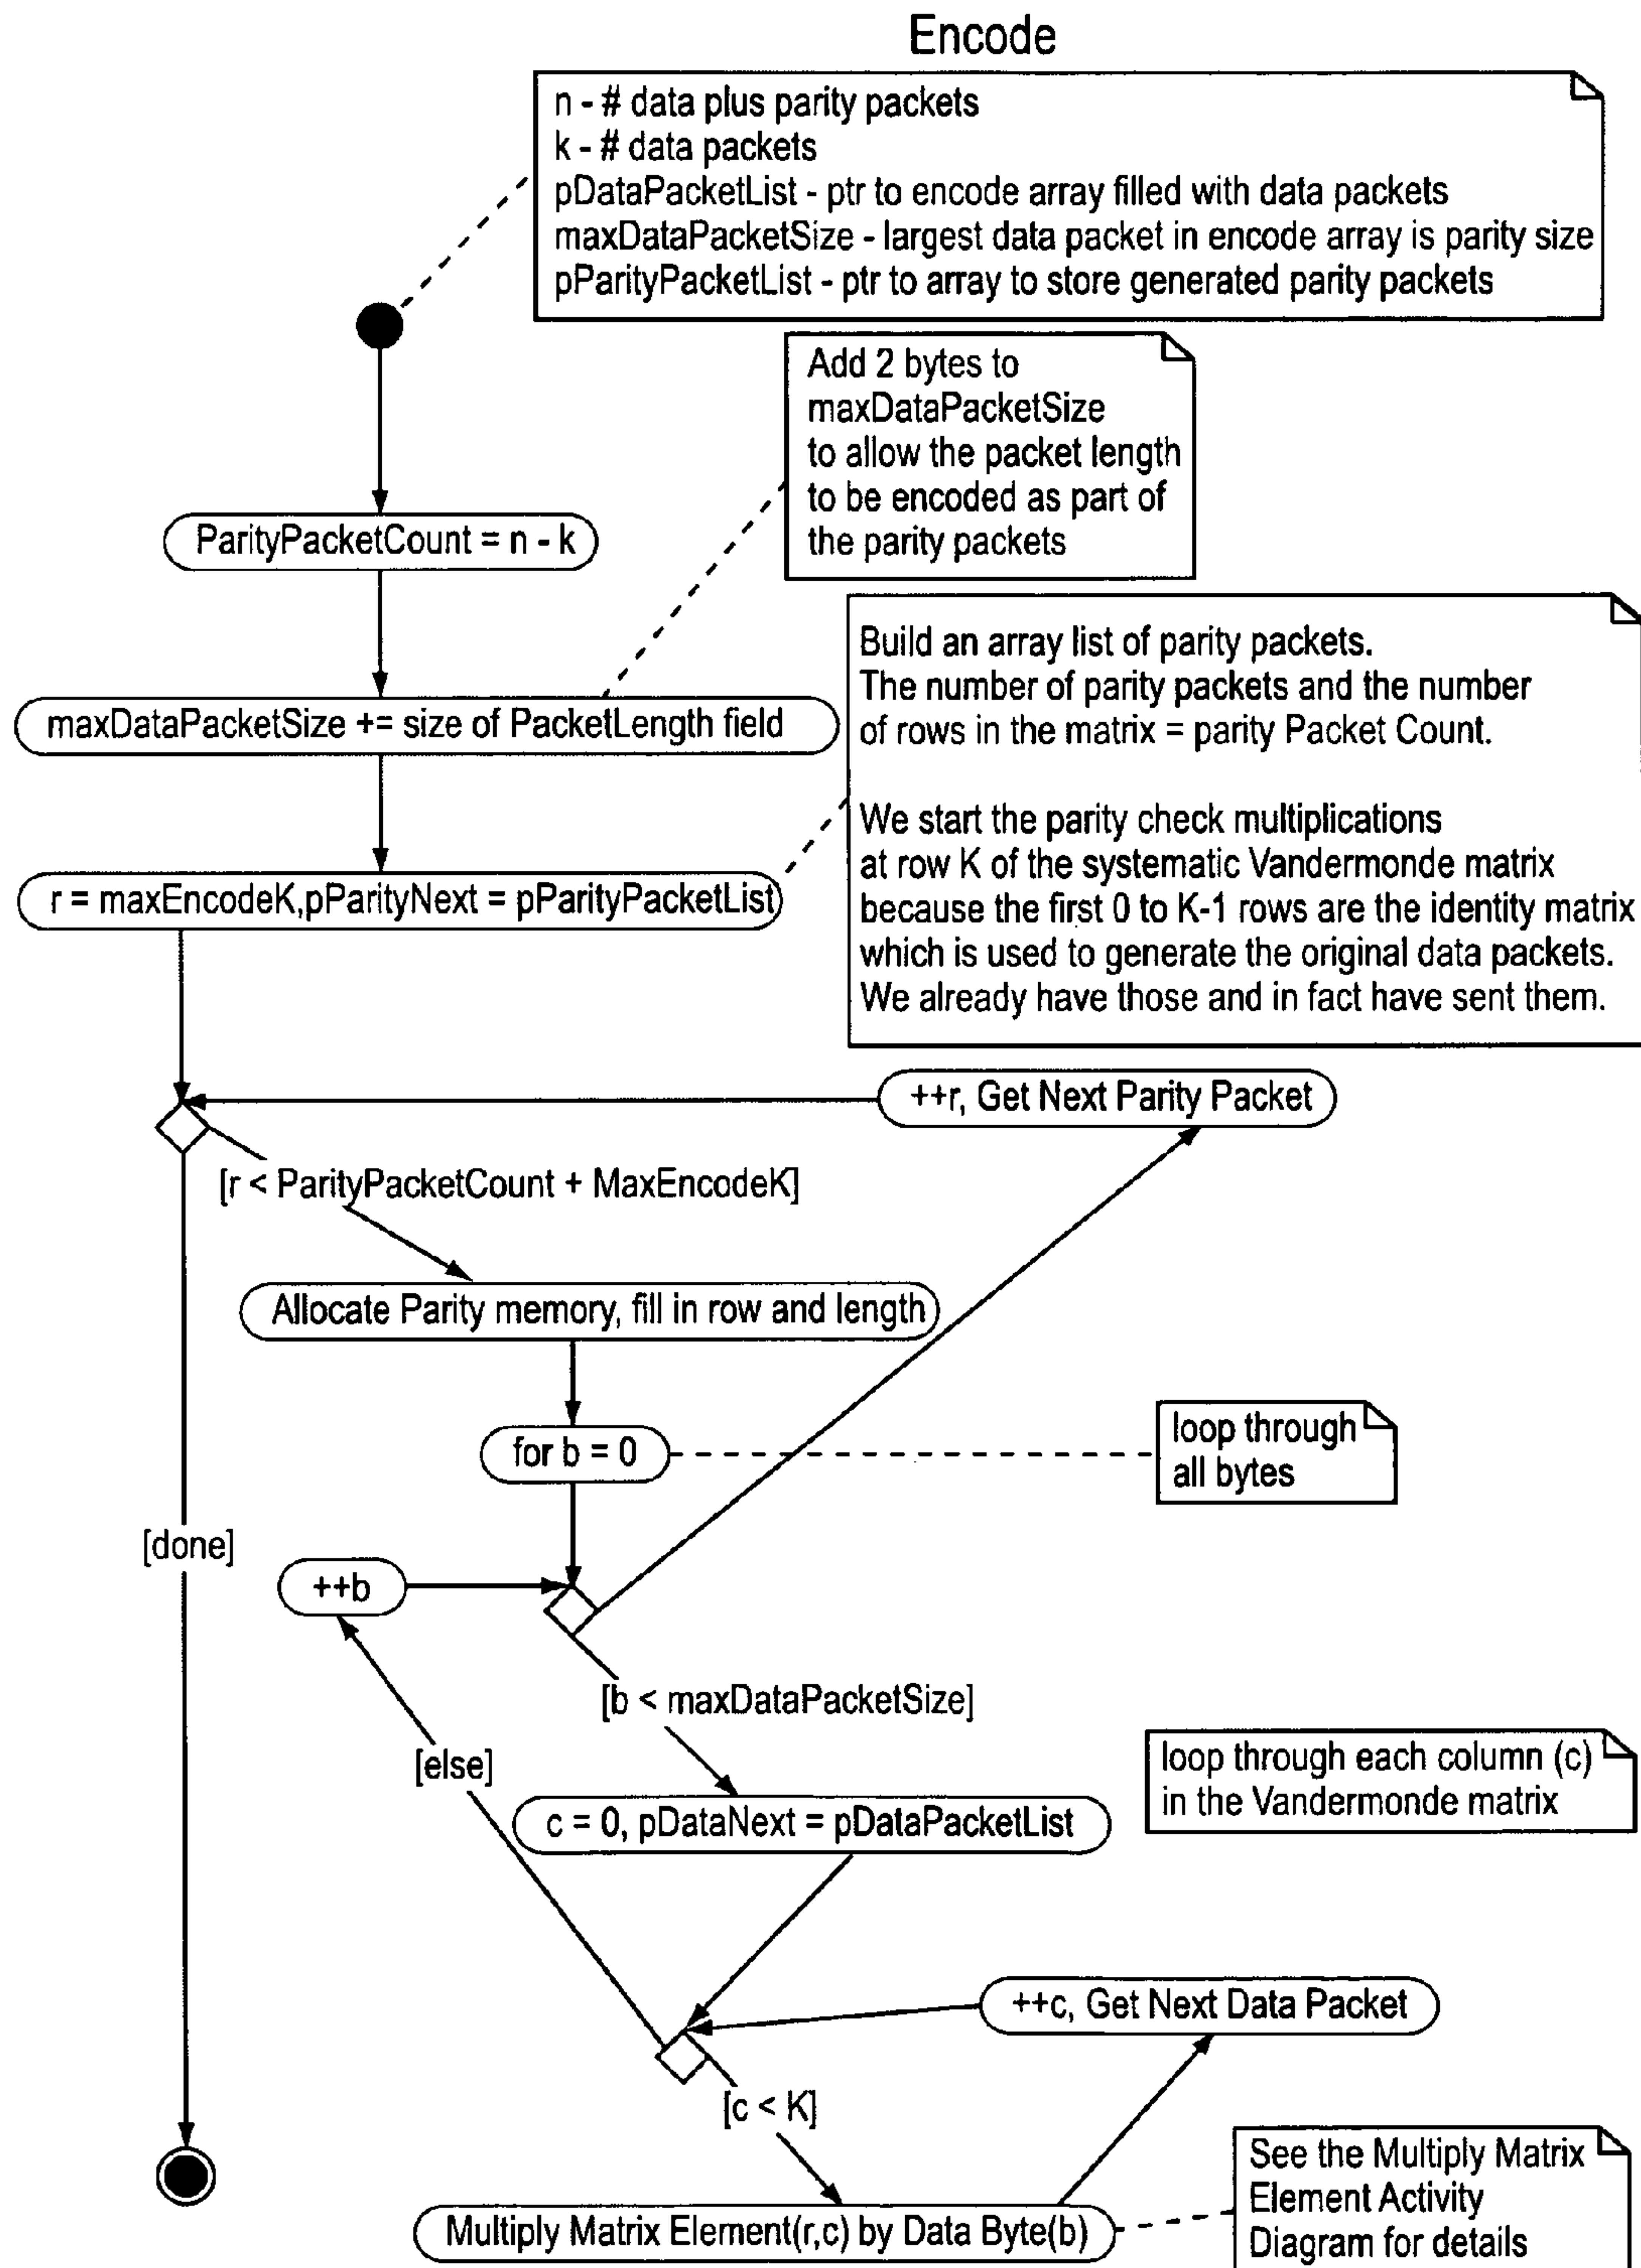 Encode
n - # data plus parity packets
k - # data packets
pDataPacketList - ptr to encode array filled with data packets
maxDataPacketSize - largest data packet in encode array is parity size
pParityPacketList - ptr to array to store generated parity packets
Add 2 bytes to
maxDataPacketSize
to allow the packet length
to be encoded as part of
the parity packets
ParityPacketCount = n - k
maxDataPacketSize += size of PacketLength field
Build an array list of parity packets.
The number of parity packets and the number
of rows in the matrix = parity Packet Count.
We start the parity check multiplications
at row K of the systematic Vandermonde matrix
because the first 0 to K-1 rows are the identity matrix
which is used to generate the original data packets.
We already have those and in fact have sent them.
r = maxEncodeK,pParityNext = pParityPacketList
++r, Get Next Parity Packet
[r < ParityPacketCount + MaxEncodeK]
Allocate Parity memory, fill in row and length
for b = 0
loop through
all bytes
[done]
++b
[b < maxDataPacketSize]
[else]
loop through each column (c)
in the Vandermonde matrix
c = 0, pDataNext = pDataPacketList
++c, Get Next Data Packet
[c < K]
Multiply Matrix Element(r,c) by Data Byte(b)
See the Multiply Matrix
Element Activity
Diagram for details